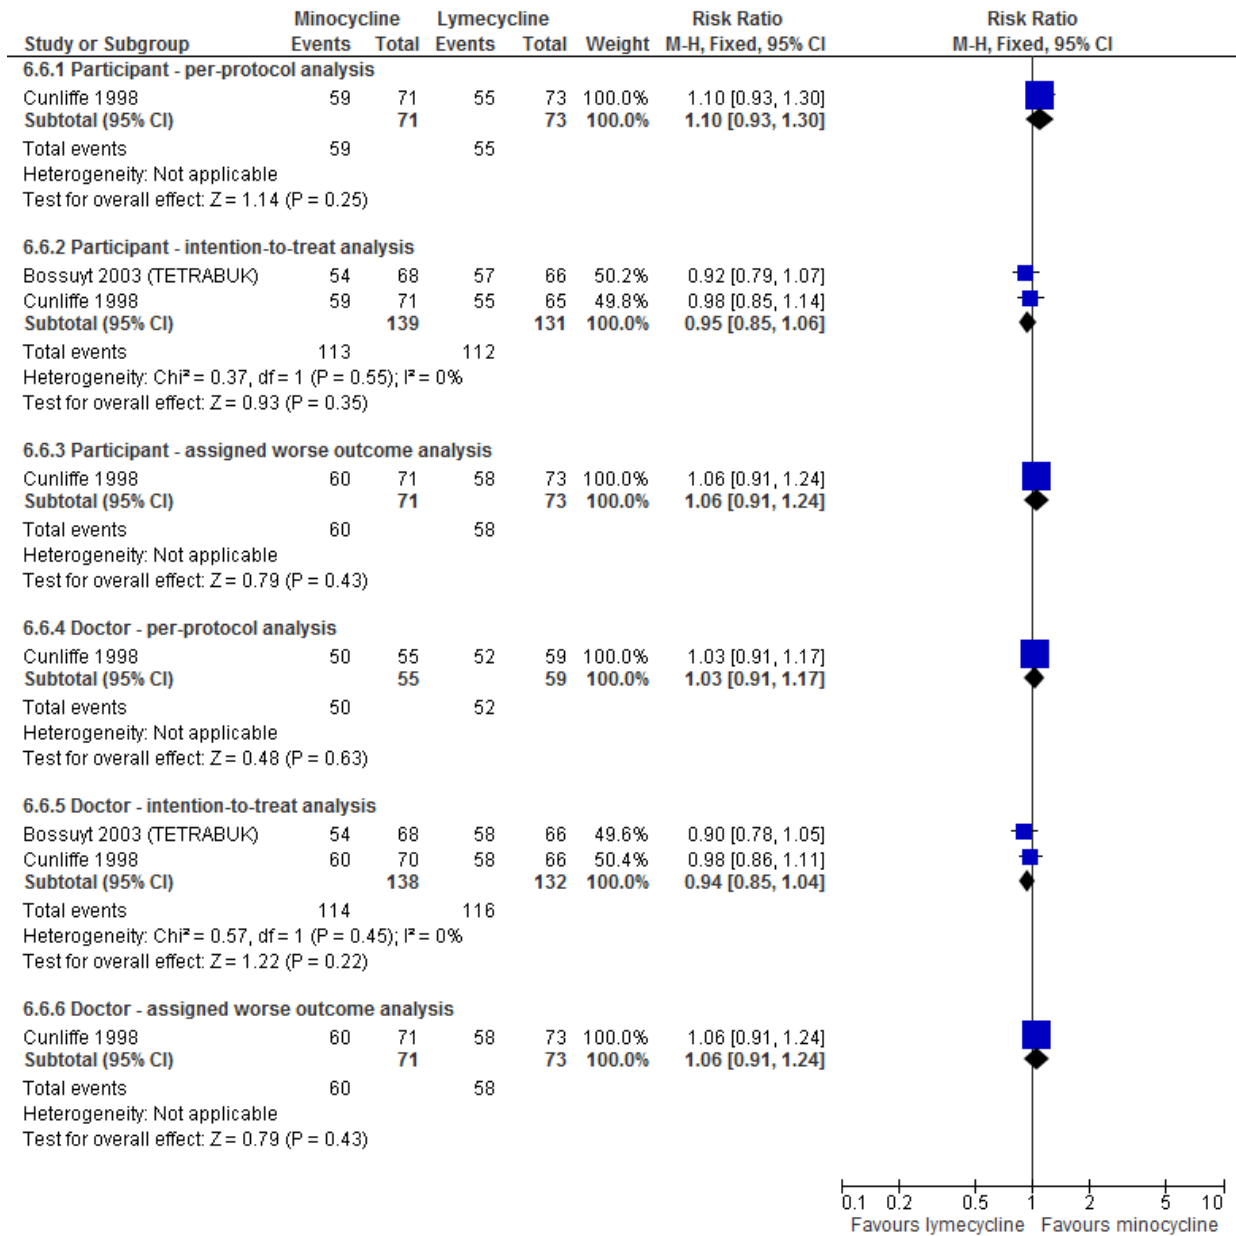 Minocycline Lymecycline Risk Ratio Risk Ratio
Study or Subgroup Events Total Events Total Weight M-H, Fixed, 95% CI M-H, Fixed, 95% CI
6.6.1 Participant - per-protocol analysis
Cunliffe 1998 59 71 55 73 100.0% 1.10 [0.93, 1.30]
Subtotal (95% CI) 71 73 100.0% 1.10 [0.93, 1.30]
Total events 59 55
Heterogeneity: Not applicable
Test for overall effect: Z = 1.14 (P = 0.25)
6.6.2 Participant - intention-to-treat analysis
Bossuyt 2003 (TETRABUK) 54 68 57 66 50.2% 0.92 [0.79, 1.07]
Cunliffe 1998 59 71 55 65 49.8% 0.98 [0.85, 1.14]
Subtotal (95% CI) 139 131 100.0% 0.95 [0.85, 1.06]
Total events 113 112
Heterogeneity: Chi² = 0.37, df = 1 (P = 0.55); I² = 0%
Test for overall effect: Z = 0.93 (P = 0.35)
6.6.3 Participant - assigned worse outcome analysis
Cunliffe 1998 60 71 58 73 100.0% 1.06 [0.91, 1.24]
Subtotal (95% CI) 71 73 100.0% 1.06 [0.91, 1.24]
Total events 60 58
Heterogeneity: Not applicable
Test for overall effect: Z = 0.79 (P = 0.43)
6.6.4 Doctor - per-protocol analysis
Cunliffe 1998 50 55 52 59 100.0% 1.03 [0.91, 1.17]
Subtotal (95% CI) 55 59 100.0% 1.03 [0.91, 1.17]
Total events 50 52
Heterogeneity: Not applicable
Test for overall effect: Z = 0.48 (P = 0.63)
6.6.5 Doctor - intention-to-treat analysis
Bossuyt 2003 (TETRABUK) 54 68 58 66 49.6% 0.90 [0.78, 1.05]
Cunliffe 1998 60 70 58 66 50.4% 0.98 [0.86, 1.11]
Subtotal (95% CI) 138 132 100.0% 0.94 [0.85, 1.04]
Total events 114 116
Heterogeneity: Chi² = 0.57, df = 1 (P = 0.45); I² = 0%
Test for overall effect: Z = 1.22 (P = 0.22)
6.6.6 Doctor - assigned worse outcome analysis
Cunliffe 1998 60 71 58 73 100.0% 1.06 [0.91, 1.24]
Subtotal (95% CI) 71 73 100.0% 1.06 [0.91, 1.24]
Total events 60 58
Heterogeneity: Not applicable
Test for overall effect: Z = 0.79 (P = 0.43)
0.1 0.2 0.5 1 2 5 10
Favours lymecycline Favours minocycline